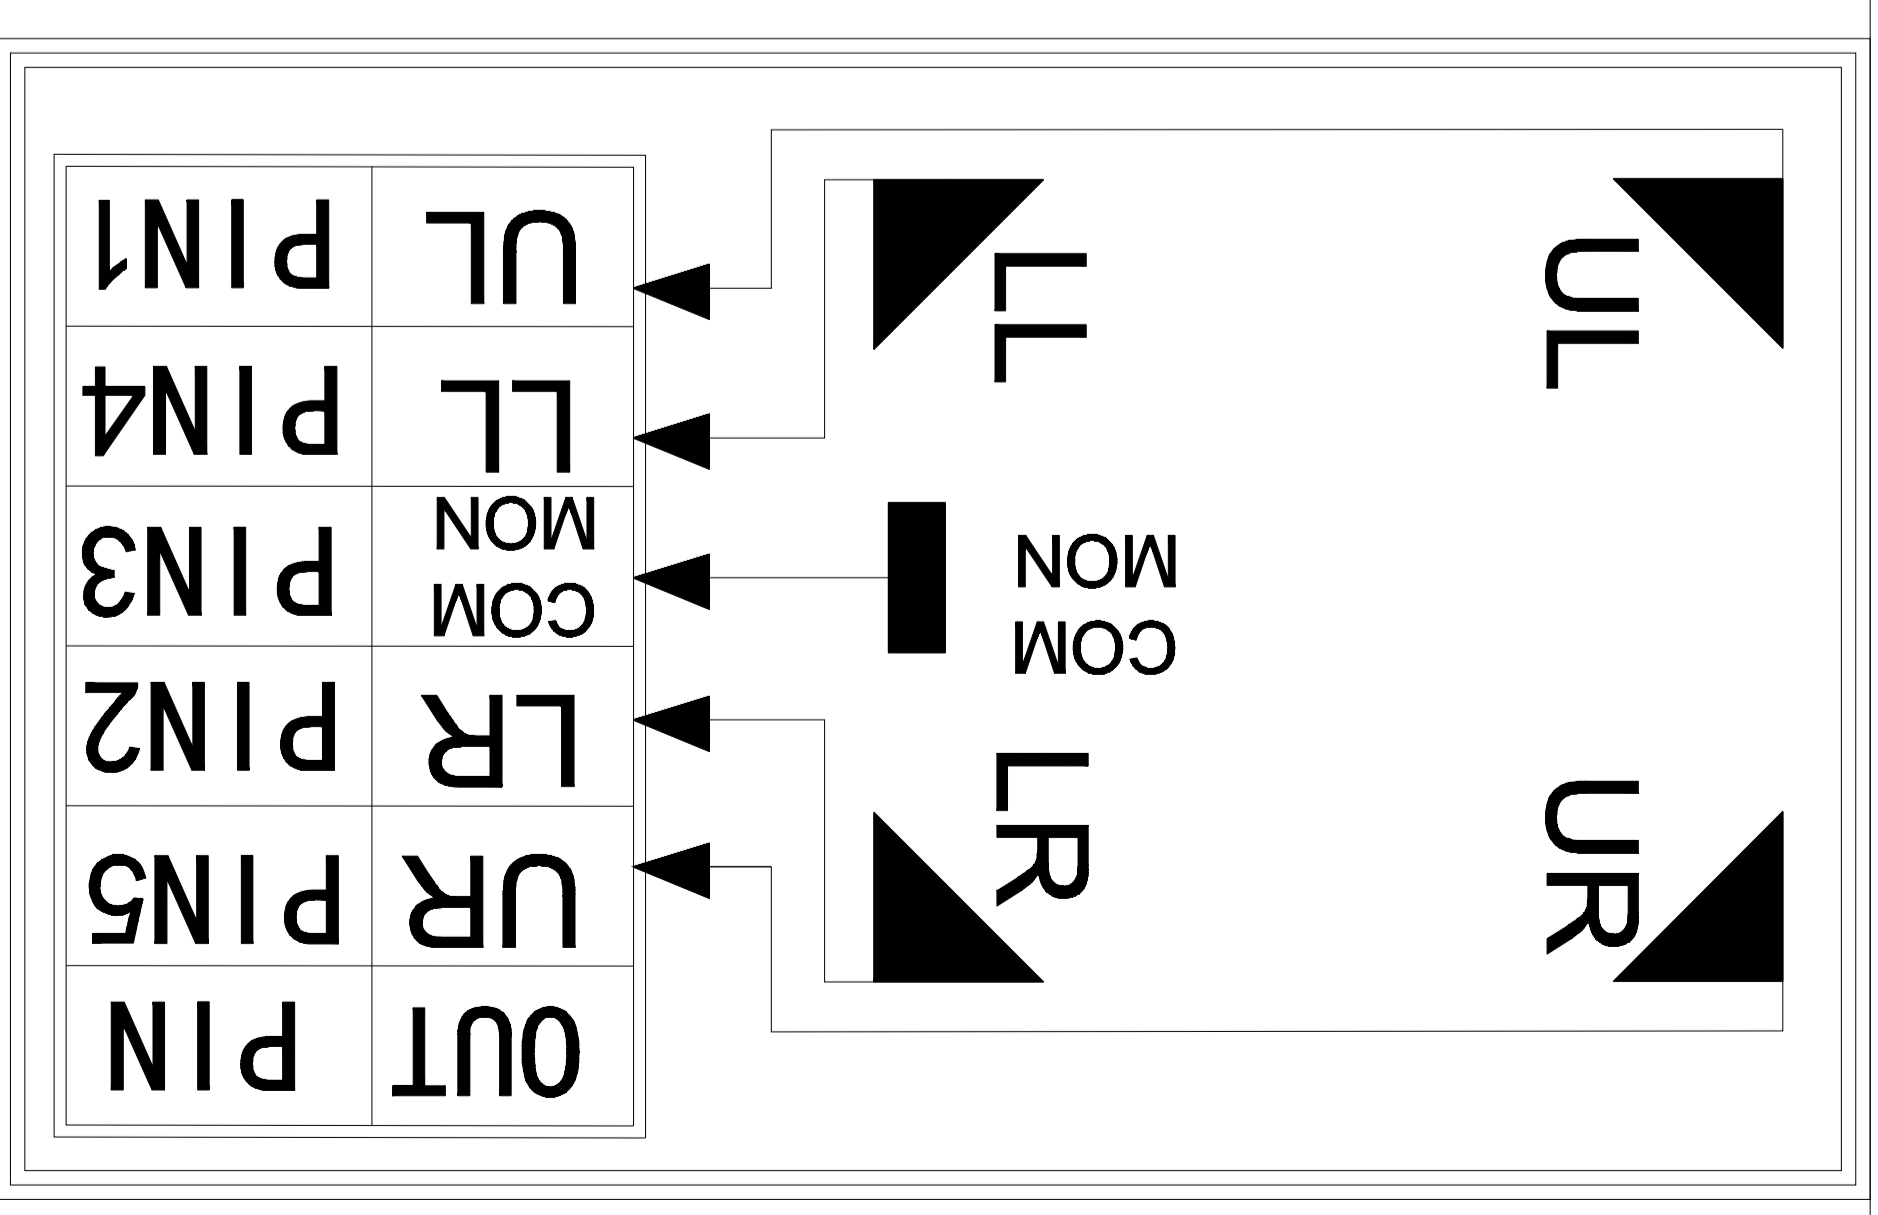 OUT PIN
UR PIN5
LR PIN2
COM
MON
PIN3
LL PIN4
UL PIN1
UR
LR
COM
MON
UL
LL